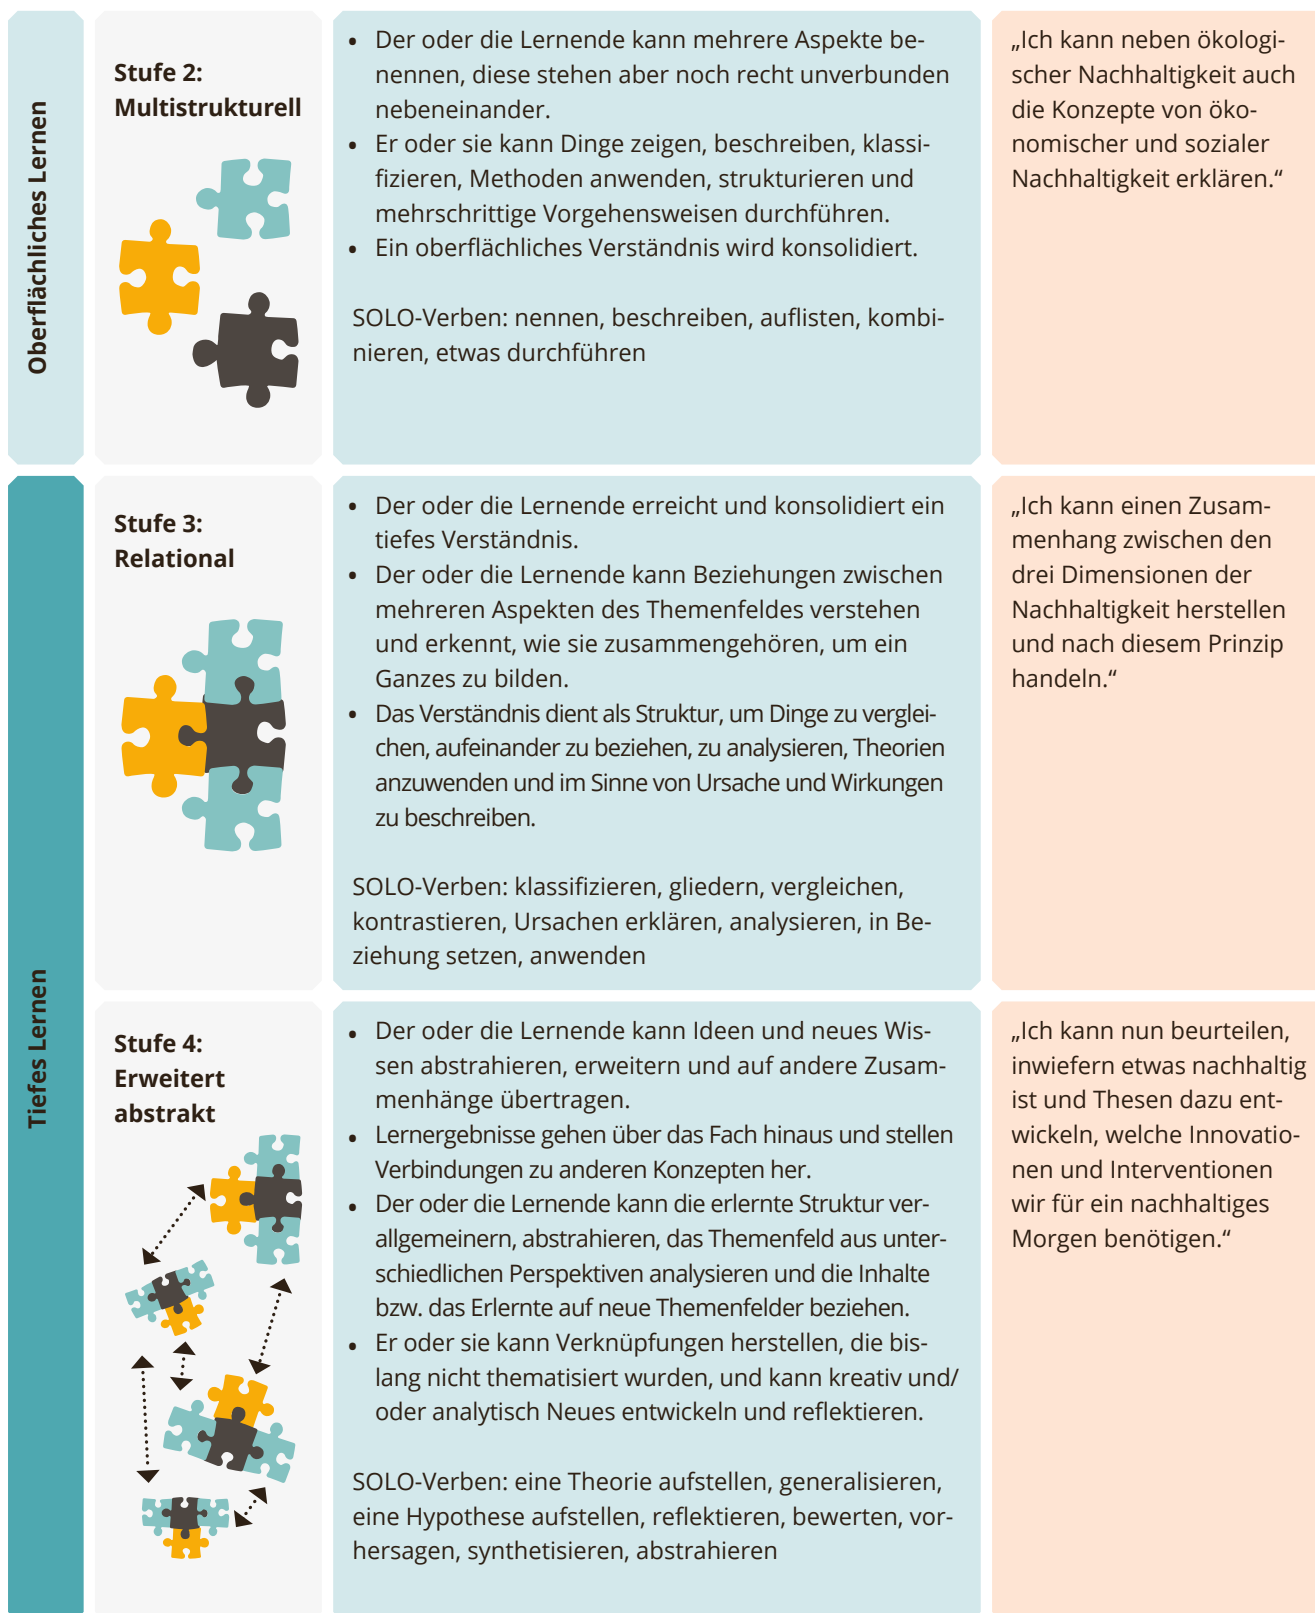 Oberflächliches Lernen
Stufe 2:
Multistrukturell
• Der oder die Lernende kann mehrere Aspekte be-
nennen, diese stehen aber noch recht unverbunden
nebeneinander.
• Er oder sie kann Dinge zeigen, beschreiben, klassi-
fizieren, Methoden anwenden, strukturieren und
mehrschrittige Vorgehensweisen durchführen.
• Ein oberflächliches Verständnis wird konsolidiert.
SOLO-Verben: nennen, beschreiben, auflisten, kombi-
nieren, etwas durchführen
„Ich kann neben ökologi-
scher Nachhaltigkeit auch
die Konzepte von öko-
nomischer und sozialer
Nachhaltigkeit erklären.“
Tiefes Lernen
Stufe 3:
Relational
• Der oder die Lernende erreicht und konsolidiert ein
tiefes Verständnis.
• Der oder die Lernende kann Beziehungen zwischen
mehreren Aspekten des Themenfeldes verstehen
und erkennt, wie sie zusammengehören, um ein
Ganzes zu bilden.
• Das Verständnis dient als Struktur, um Dinge zu verglei-
chen, aufeinander zu beziehen, zu analysieren, Theorien
anzuwenden und im Sinne von Ursache und Wirkungen
zu beschreiben.
SOLO-Verben: klassifizieren, gliedern, vergleichen,
kontrastieren, Ursachen erklären, analysieren, in Be-
ziehung setzen, anwenden
„Ich kann einen Zusam-
menhang zwischen den
drei Dimensionen der
Nachhaltigkeit herstellen
und nach diesem Prinzip
handeln.“
Stufe 4:
Erweitert
abstrakt
• Der oder die Lernende kann Ideen und neues Wis-
sen abstrahieren, erweitern und auf andere Zusam-
menhänge übertragen.
• Lernergebnisse gehen über das Fach hinaus und stellen
Verbindungen zu anderen Konzepten her.
• Der oder die Lernende kann die erlernte Struktur ver-
allgemeinern, abstrahieren, das Themenfeld aus unter-
schiedlichen Perspektiven analysieren und die Inhalte
bzw. das Erlernte auf neue Themenfelder beziehen.
• Er oder sie kann Verknüpfungen herstellen, die bis-
lang nicht thematisiert wurden, und kann kreativ und/
oder analytisch Neues entwickeln und reflektieren.
SOLO-Verben: eine Theorie aufstellen, generalisieren,
eine Hypothese aufstellen, reflektieren, bewerten, vor-
hersagen, synthetisieren, abstrahieren
„Ich kann nun beurteilen,
inwiefern etwas nachhaltig
ist und Thesen dazu ent-
wickeln, welche Innovatio-
nen und Interventionen
wir für ein nachhaltiges
Morgen benötigen.“